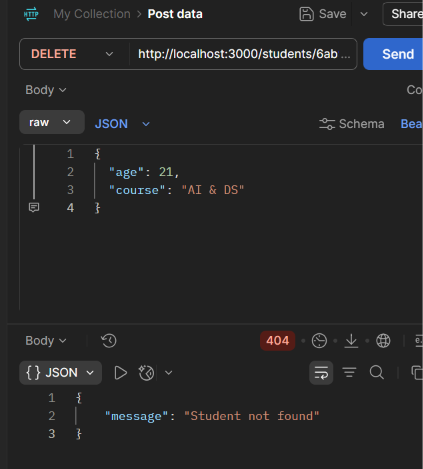 HTTP My Collection > Post data Save Share
DELETE http://localhost:3000/students/6ab ... Send
Body Co
raw JSON Schema Bea
1 {
2 "age": 21,
3 "course": "AI & DS"
4 }
Body 404 e.
{} JSON
1 {
2 "message": "Student not found"
3 }